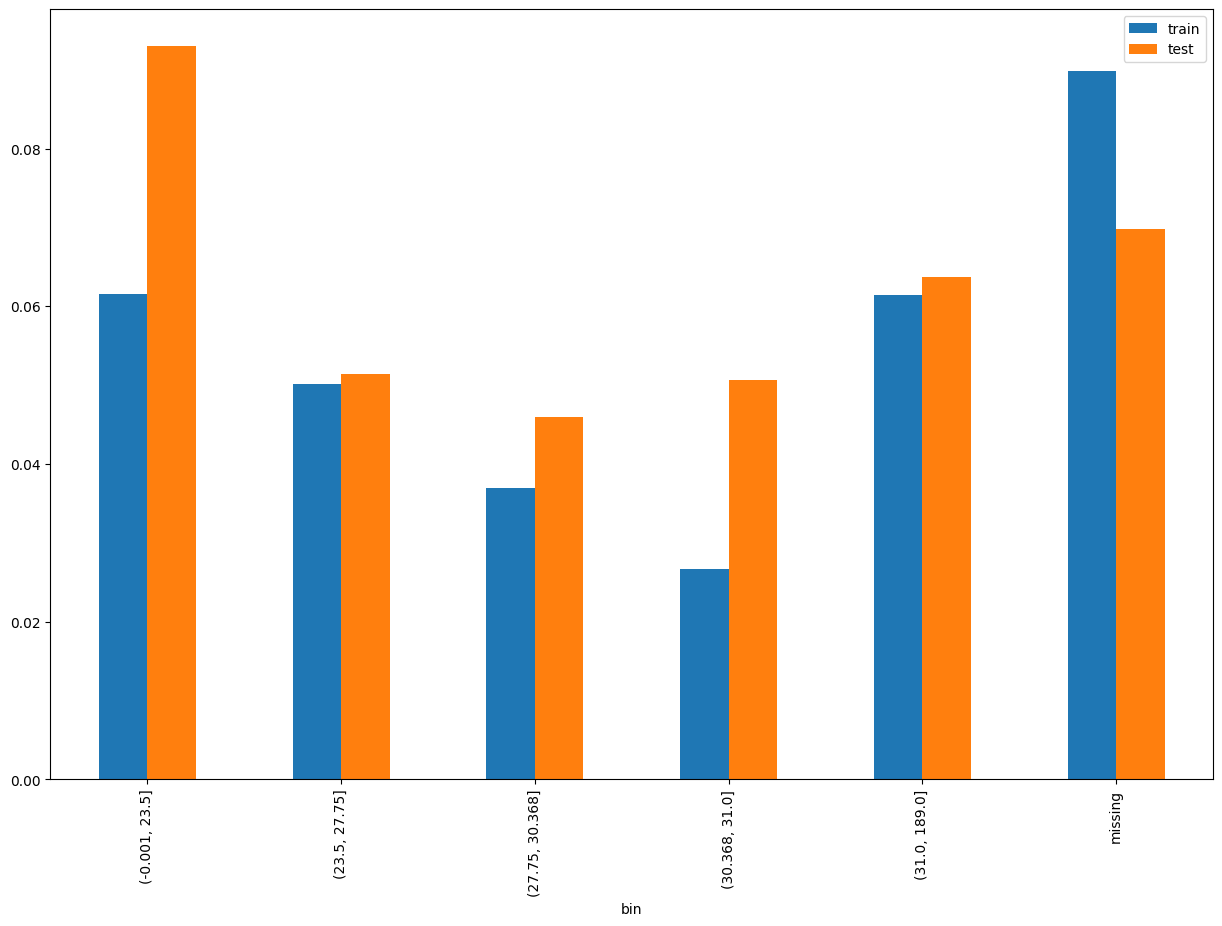 train
test
0.08
0.06
0.04
0.02
0.00
(-0.001, 23.5]
(23.5, 27.75]
(27.75, 30.368]
(30.368, 31.0]
(31.0, 189.0]
missing
bin